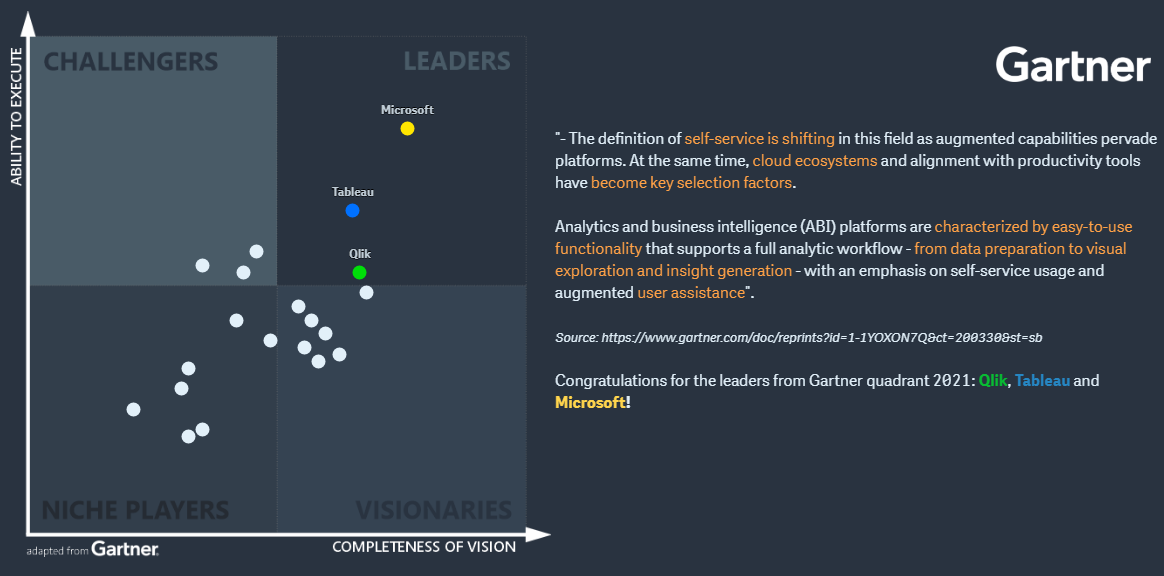 CHALLENGERS
LEADERS
Microsoft
Tableau
Qlik
NICHE PLAYERS
VISIONARIES
ABILITY TO EXECUTE
COMPLETENESS OF VISION
adapted from Gartner.
Gartner
"- The definition of self-service is shifting in this field as augmented capabilities pervade
platforms. At the same time, cloud ecosystems and alignment with productivity tools
have become key selection factors.
Analytics and business intelligence (ABI) platforms are characterized by easy-to-use
functionality that supports a full analytic workflow - from data preparation to visual
exploration and insight generation - with an emphasis on self-service usage and
augmented user assistance".
Source: https://www.gartner.com/doc/reprints?id=1-1YOXON7Q&ct=200330&st=sb
Congratulations for the leaders from Gartner quadrant 2021: Qlik, Tableau and
Microsoft!